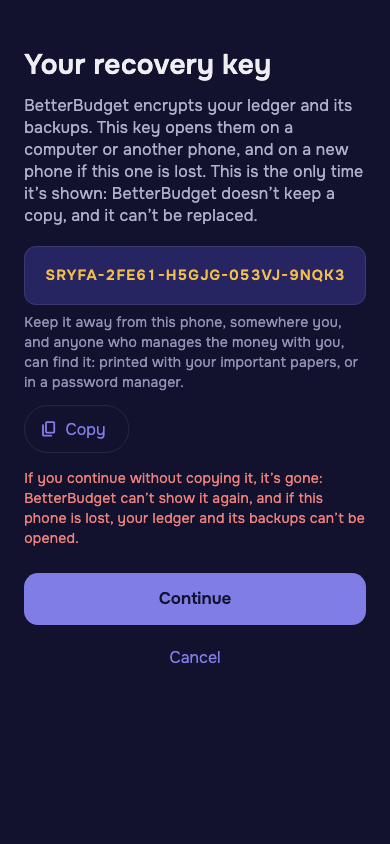 Your recovery key
BetterBudget encrypts your ledger and its
backups. This key opens them on a
computer or another phone, and on a new
phone if this one is lost. This is the only time
it’s shown: BetterBudget doesn’t keep a
copy, and it can’t be replaced.
SRYFA-2FE61-H5GJG-053VJ-9NQK3
Keep it away from this phone, somewhere you,
and anyone who manages the money with you,
can find it: printed with your important papers, or
in a password manager.
Copy
If you continue without copying it, it’s gone:
BetterBudget can’t show it again, and if this
phone is lost, your ledger and its backups can’t be
opened.
Continue
Cancel